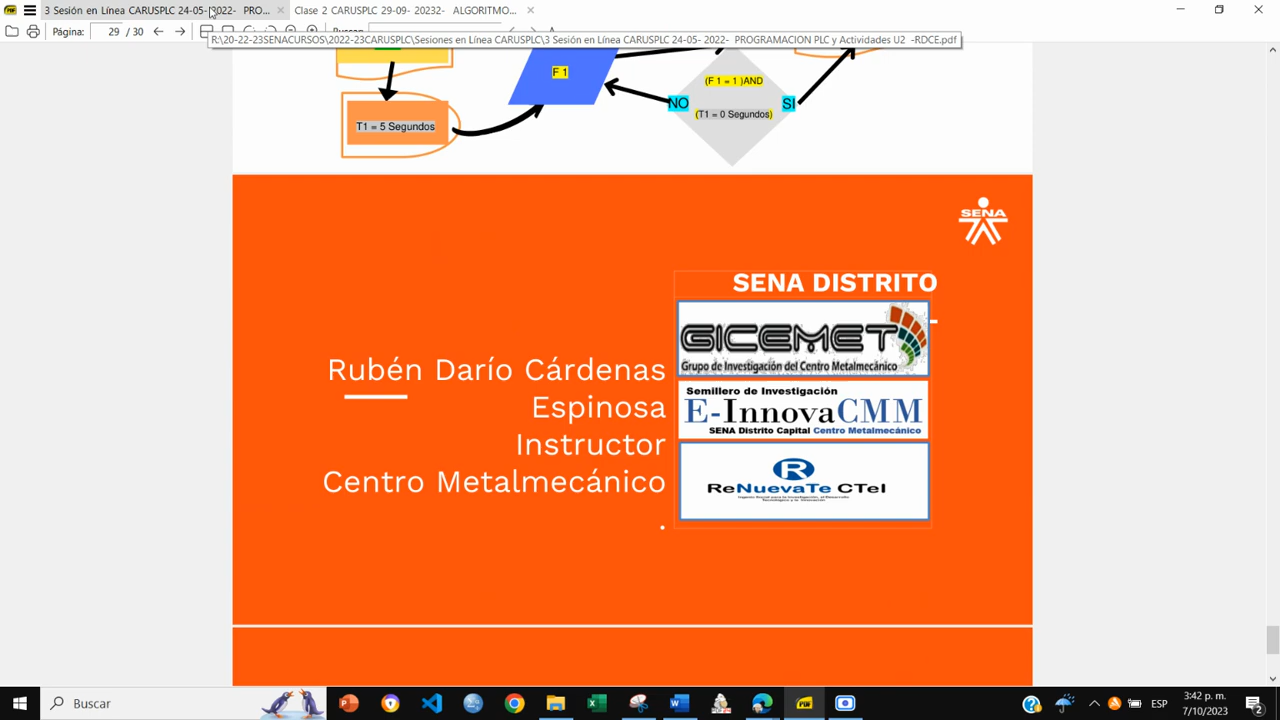 3 Sesión en Línea CARUSPLC 24-05- 2022- PRO...
Clase 2 CARUSPLC 29-09- 20232- ALGORITMO...
Página:
29 / 30
Buscar:
R:\20-22-23SENACURSOS\2022-23CARUSPLC\Sesiones en Línea CARUSPLC\3 Sesión en Línea CARUSPLC 24-05- 2022- PROGRAMACION PLC y Actividades U2 -RDCE.pdf
F 1
(F 1 = 1 )AND
NO
SI
(T1 = 0 Segundos)
T1 = 5 Segundos
SENA
SENA DISTRITO
GICEMET
Grupo de Investigación del Centro Metalmecánico
Rubén Darío Cárdenas
Espinosa
Instructor
Centro Metalmecánico
.
Semillero de Investigación
E-InnovaCMM
SENA Distrito Capital Centro Metalmecánico
R
ReNuevaTe CTeI
Buscar
ESP
3:42 p. m.
7/10/2023
2